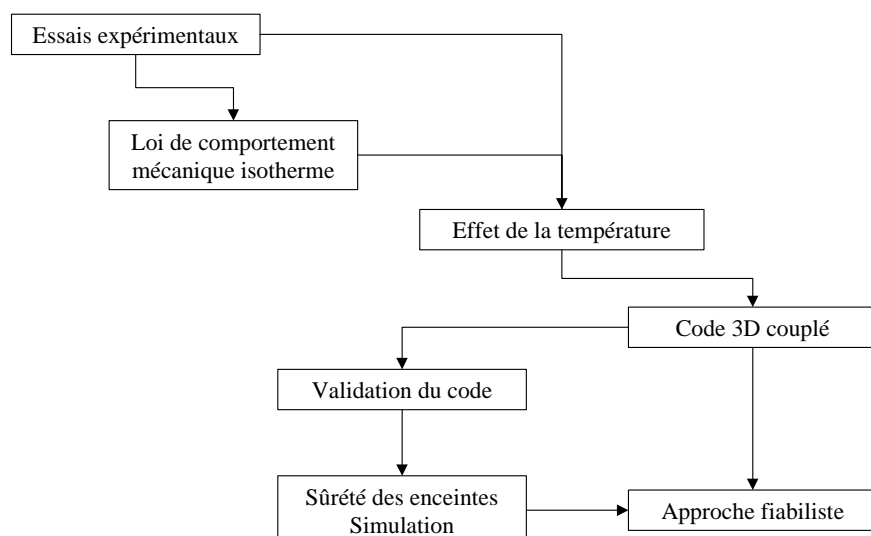 Essais expérimentaux
Loi de comportement
mécanique isotherme
Effet de la température
Code 3D couplé
Validation du code
Sûrété des enceintes
Simulation
Approche fiabiliste